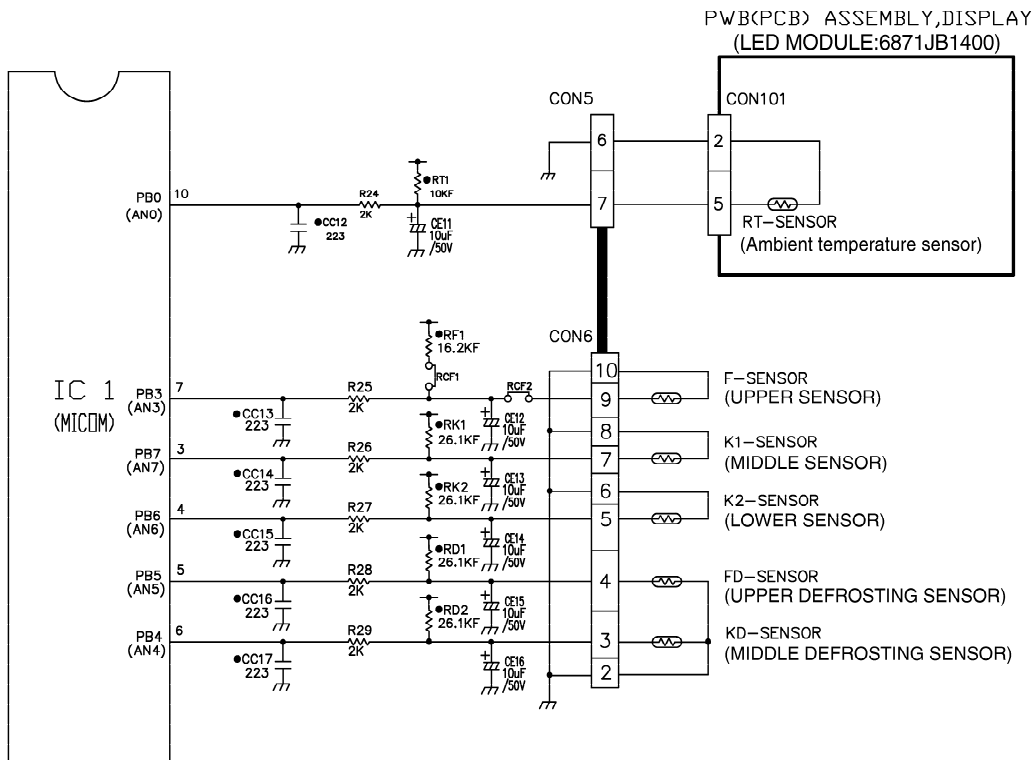 PWB(PCB) ASSEMBLY,DISPLAY
(LED MODULE:6871JB1400)
CON5
CON101
6
2
●RT1
10KF
PB0
(AN0)
10
R24
2K
7
5
●CC12
223
+
CE11
10uF
/50V
RT-SENSOR
(Ambient temperature sensor)
CON6
●RF1
16.2KF
RCF1
10
F-SENSOR
(UPPER SENSOR)
IC 1
(MICOM)
PB3
(AN3)
7
R25
2K
RCF2
9
●CC13
223
●RK1
26.1KF
+
CE12
10uF
/50V
8
K1-SENSOR
(MIDDLE SENSOR)
PB7
(AN7)
3
R26
2K
7
●CC14
223
●RK2
26.1KF
+
CE13
10uF
/50V
6
K2-SENSOR
(LOWER SENSOR)
PB6
(AN6)
4
R27
2K
5
●CC15
223
●RD1
26.1KF
+
CE14
10uF
/50V
PB5
(AN5)
5
R28
2K
4
FD-SENSOR
(UPPER DEFROSTING SENSOR)
●CC16
223
●RD2
26.1KF
+
CE15
10uF
/50V
PB4
(AN4)
6
R29
2K
3
KD-SENSOR
(MIDDLE DEFROSTING SENSOR)
●CC17
223
+
CE16
10uF
/50V
2